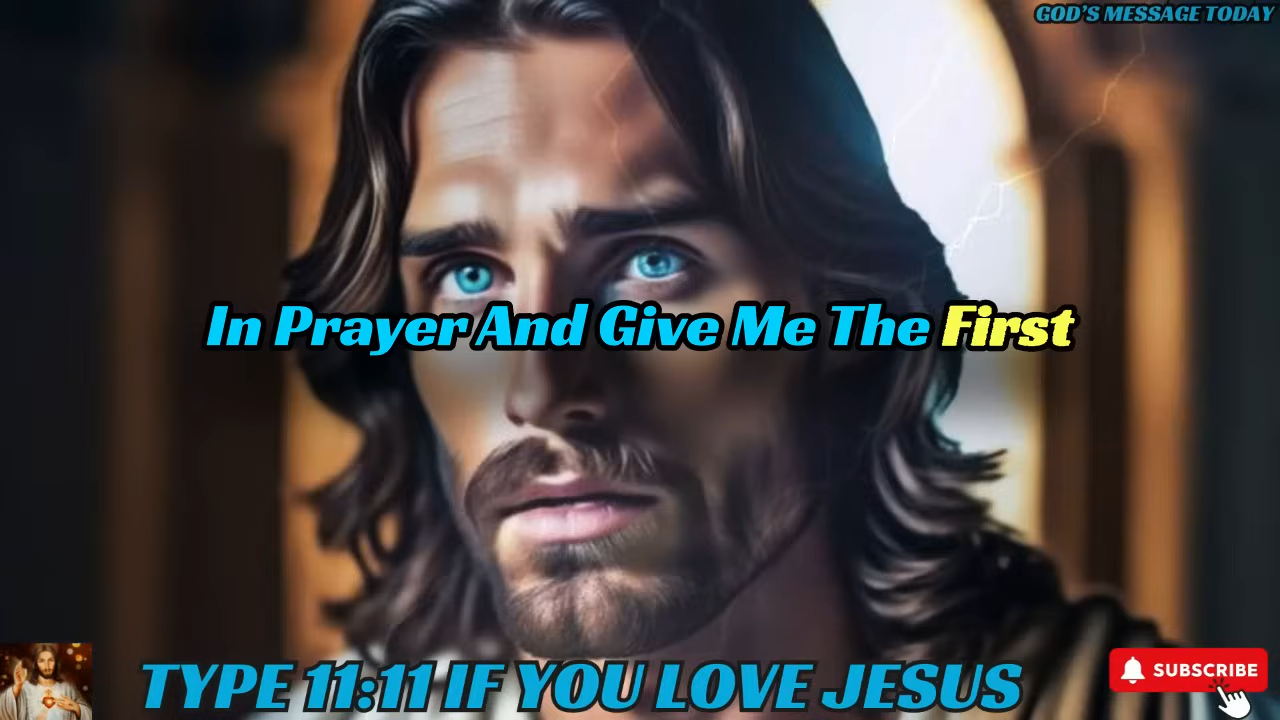 GOD'S MESSAGE TODAY
In Prayer And Give Me The First
TYPE 11:11 IF YOU LOVE JESUS
SUBSCRIBE